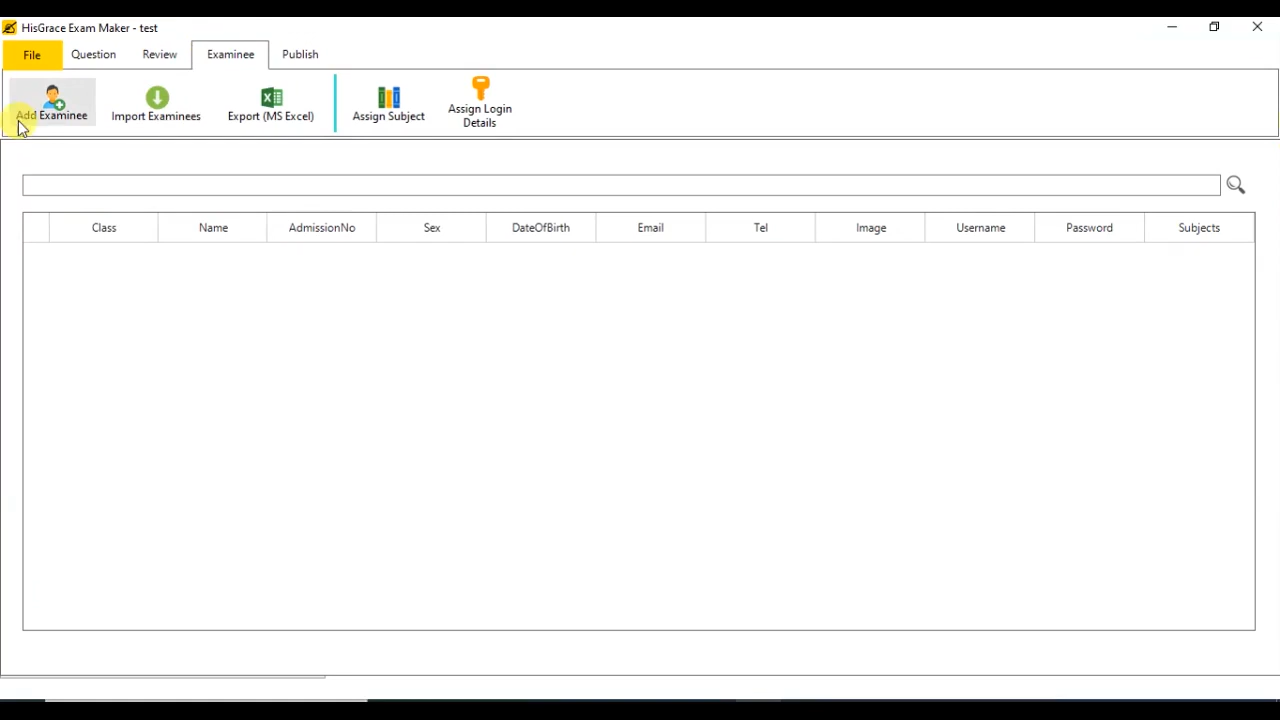 HisGrace Exam Maker - test
File Question Review Examinee Publish
Add Examinee Import Examinees Export (MS Excel) Assign Subject Assign Login
Details
Class Name AdmissionNo Sex DateOfBirth Email Tel Image Username Password Subjects